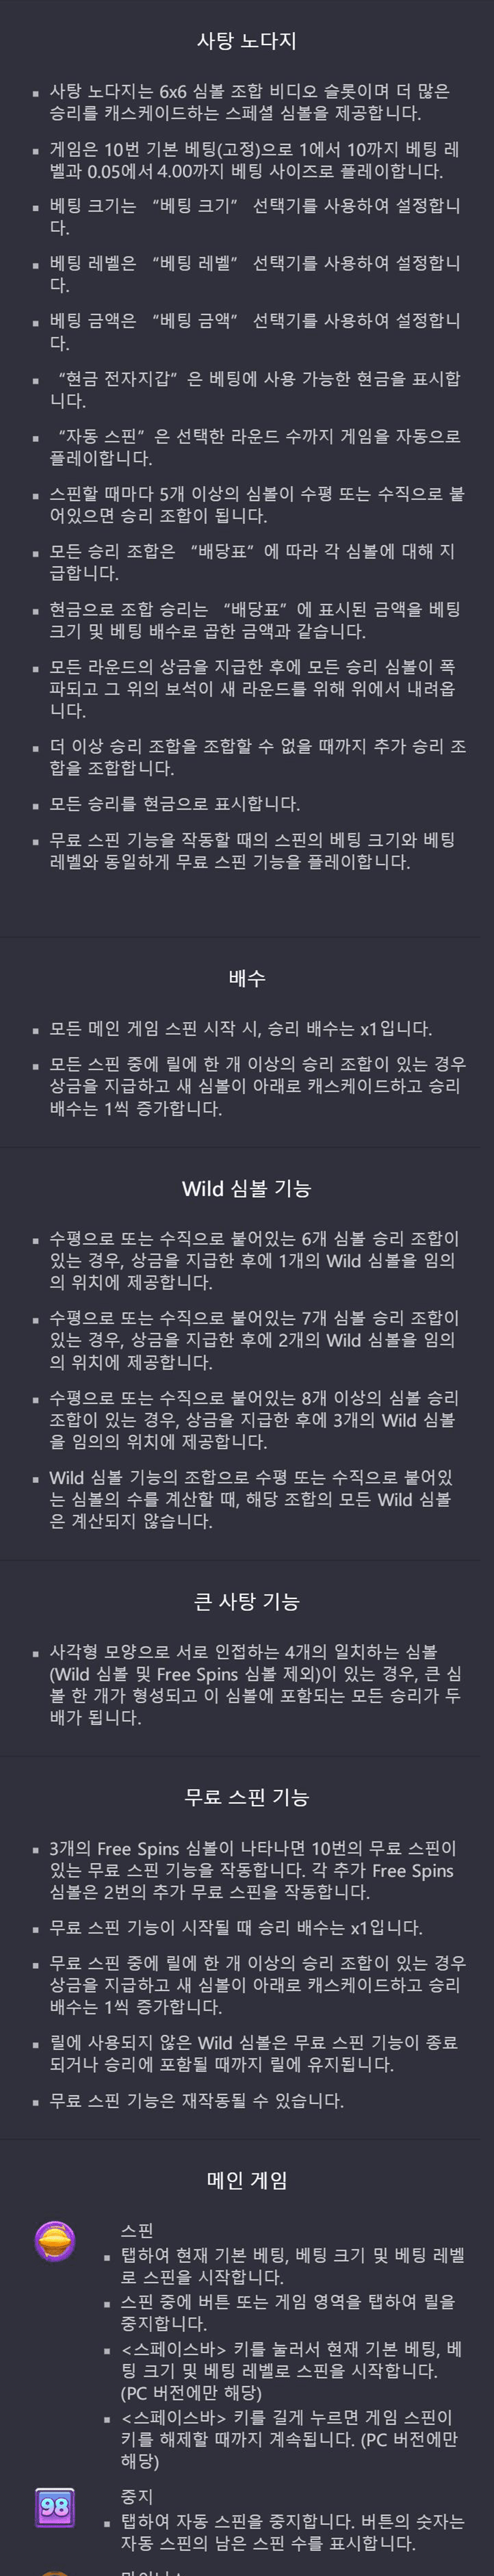 사탕 노다지
▪ 사탕 노다지는 6x6 심볼 조합 비디오 슬롯이며 더 많은
승리를 캐스케이드하는 스페셜 심볼을 제공합니다.
▪ 게임은 10번 기본 베팅(고정)으로 1에서 10까지 베팅 레
벨과 0.05에서 4.00까지 베팅 사이즈로 플레이합니다.
▪ 베팅 크기는 “베팅 크기” 선택기를 사용하여 설정합니
다.
▪ 베팅 레벨은 “베팅 레벨” 선택기를 사용하여 설정합니
다.
▪ 베팅 금액은 “베팅 금액” 선택기를 사용하여 설정합니
다.
▪ “현금 전자지갑” 은 베팅에 사용 가능한 현금을 표시합
니다.
▪ “자동 스핀” 은 선택한 라운드 수까지 게임을 자동으로
플레이합니다.
▪ 스핀할 때마다 5개 이상의 심볼이 수평 또는 수직으로 붙
어있으면 승리 조합이 됩니다.
▪ 모든 승리 조합은 “배당표” 에 따라 각 심볼에 대해 지
급합니다.
▪ 현금으로 조합 승리는 “배당표” 에 표시된 금액을 베팅
크기 및 베팅 배수로 곱한 금액과 같습니다.
▪ 모든 라운드의 상금을 지급한 후에 모든 승리 심볼이 폭
파되고 그 위의 보석이 새 라운드를 위해 위에서 내려옵
니다.
▪ 더 이상 승리 조합을 조합할 수 없을 때까지 추가 승리 조
합을 조합합니다.
▪ 모든 승리를 현금으로 표시합니다.
▪ 무료 스핀 기능을 작동할 때의 스핀의 베팅 크기와 베팅
레벨와 동일하게 무료 스핀 기능을 플레이합니다.
배수
▪ 모든 메인 게임 스핀 시작 시, 승리 배수는 x1입니다.
▪ 모든 스핀 중에 릴에 한 개 이상의 승리 조합이 있는 경우
상금을 지급하고 새 심볼이 아래로 캐스케이드하고 승리
배수는 1씩 증가합니다.
Wild 심볼 기능
▪ 수평으로 또는 수직으로 붙어있는 6개 심볼 승리 조합이
있는 경우, 상금을 지급한 후에 1개의 Wild 심볼을 임의
의 위치에 제공합니다.
▪ 수평으로 또는 수직으로 붙어있는 7개 심볼 승리 조합이
있는 경우, 상금을 지급한 후에 2개의 Wild 심볼을 임의
의 위치에 제공합니다.
▪ 수평으로 또는 수직으로 붙어있는 8개 이상의 심볼 승리
조합이 있는 경우, 상금을 지급한 후에 3개의 Wild 심볼
을 임의의 위치에 제공합니다.
▪ Wild 심볼 기능의 조합으로 수평 또는 수직으로 붙어있
는 심볼의 수를 계산할 때, 해당 조합의 모든 Wild 심볼
은 계산되지 않습니다.
큰 사탕 기능
▪ 사각형 모양으로 서로 인접하는 4개의 일치하는 심볼
(Wild 심볼 및 Free Spins 심볼 제외)이 있는 경우, 큰 심
볼 한 개가 형성되고 이 심볼에 포함되는 모든 승리가 두
배가 됩니다.
무료 스핀 기능
▪ 3개의 Free Spins 심볼이 나타나면 10번의 무료 스핀이
있는 무료 스핀 기능을 작동합니다. 각 추가 Free Spins
심볼은 2번의 추가 무료 스핀을 작동합니다.
▪ 무료 스핀 기능이 시작될 때 승리 배수는 x1입니다.
▪ 무료 스핀 중에 릴에 한 개 이상의 승리 조합이 있는 경우
상금을 지급하고 새 심볼이 아래로 캐스케이드하고 승리
배수는 1씩 증가합니다.
▪ 릴에 사용되지 않은 Wild 심볼은 무료 스핀 기능이 종료
되거나 승리에 포함될 때까지 릴에 유지됩니다.
▪ 무료 스핀 기능은 재작동될 수 있습니다.
메인 게임
스핀
▪ 탭하여 현재 기본 베팅, 베팅 크기 및 베팅 레벨
로 스핀을 시작합니다.
▪ 스핀 중에 버튼 또는 게임 영역을 탭하여 릴을
중지합니다.
▪ <스페이스바> 키를 눌러서 현재 기본 베팅, 베
팅 크기 및 베팅 레벨로 스핀을 시작합니다.
(PC 버전에만 해당)
▪ <스페이스바> 키를 길게 누르면 게임 스핀이
키를 해제할 때까지 계속됩니다. (PC 버전에만
해당)
98
중지
▪ 탭하여 자동 스핀을 중지합니다. 버튼의 숫자는
자동 스핀의 남은 스핀 수를 표시합니다.